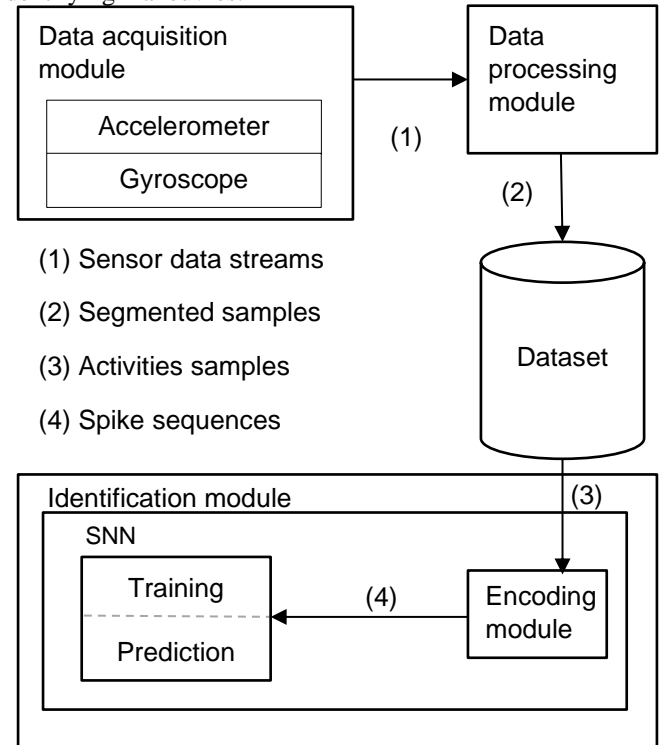 Data acquisition
module
Accelerometer
Gyroscope
(1)
Data
processing
module
(2)
(1) Sensor data streams
(2) Segmented samples
(3) Activities samples
(4) Spike sequences
Dataset
(3)
Identification module
SNN
Training
Prediction
(4)
Encoding
module